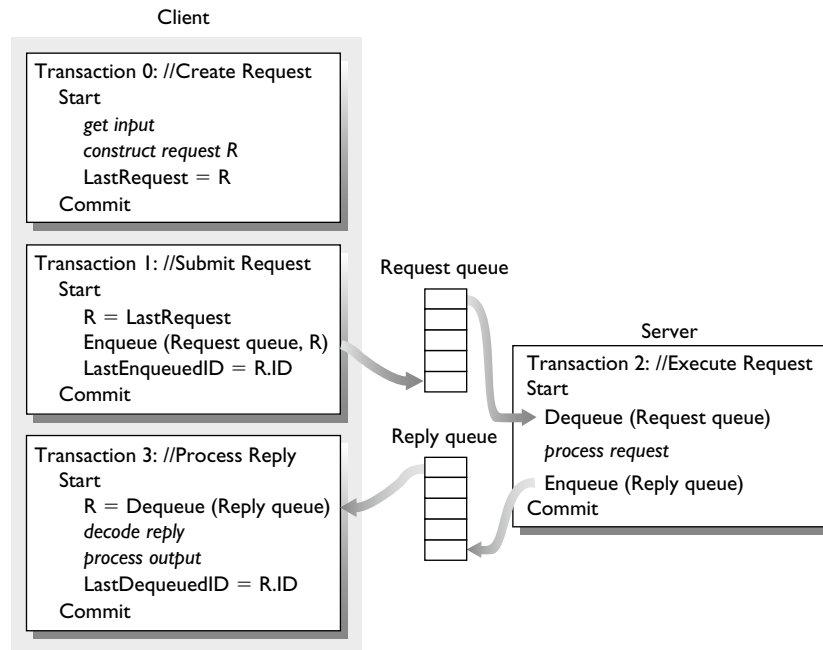 Client
Transaction 0: //Create Request
Start
get input
construct request R
LastRequest = R
Commit
Transaction 1: //Submit Request
Start
R = LastRequest
Enqueue (Request queue, R)
LastEnqueuedID = R.ID
Commit
Transaction 3: //Process Reply
Start
R = Dequeue (Reply queue)
decode reply
process output
LastDequeuedID = R.ID
Commit
Request queue
Reply queue
Server
Transaction 2: //Execute Request
Start
Dequeue (Request queue)
process request
Enqueue (Reply queue)
Commit